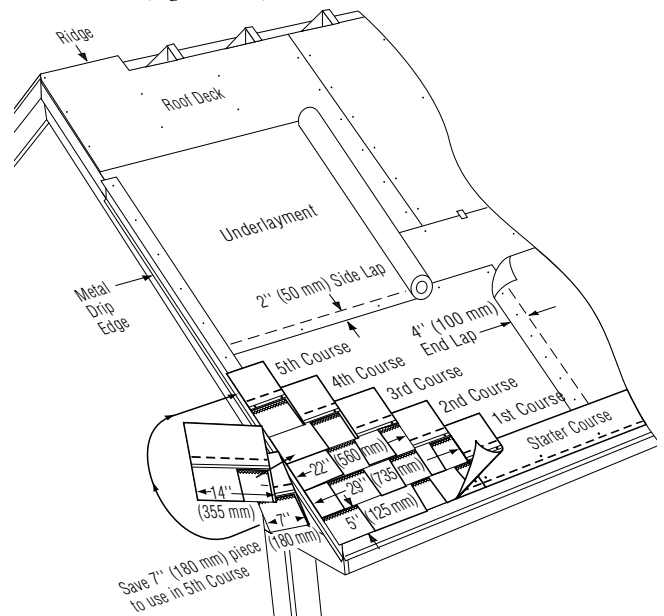 Ridge
Roof Deck
Underlayment
2'' (50 mm) Side Lap
Metal
Drip
Edge
4'' (100 mm)
End Lap
5th Course
4th Course
3rd Course
2nd Course
1st Course
Starter Course
22'' (560 mm)
29'' (735 mm)
14''
(355 mm)
7''
(180 mm)
5'' (125 mm)
Save 7'' (180 mm) piece
to use in 5th Course